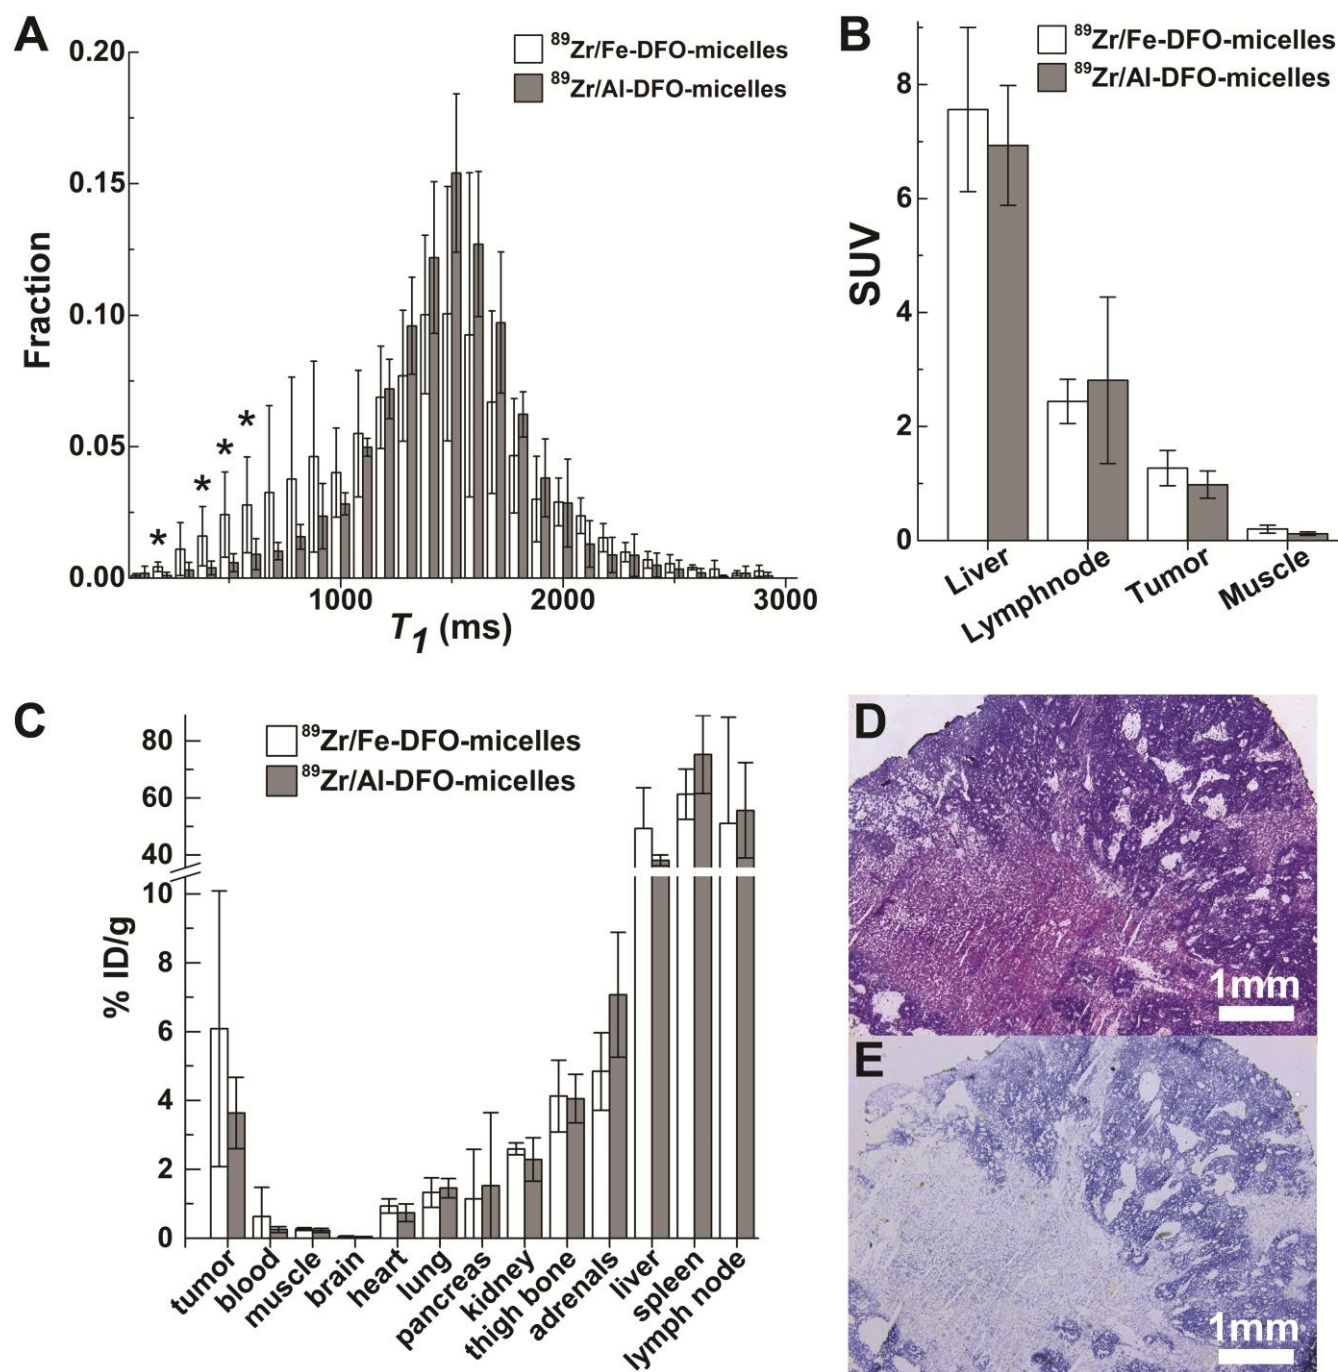 A
0.20
0.15
0.10
0.05
0.00
Fraction
1000
2000
3000
T1 (ms)
* * * *
89Zr/Fe-DFO-micelles
89Zr/Al-DFO-micelles
B
89Zr/Fe-DFO-micelles
89Zr/Al-DFO-micelles
8
6
4
2
0
SUV
Liver
Lymphnode
Tumor
Muscle
C
89Zr/Fe-DFO-micelles
89Zr/Al-DFO-micelles
80
60
40
10
8
6
4
2
0
% ID/g
tumor
blood
muscle
brain
heart
lung
pancreas
kidney
thigh bone
adrenals
liver
spleen
lymph node
D
1mm
E
1mm